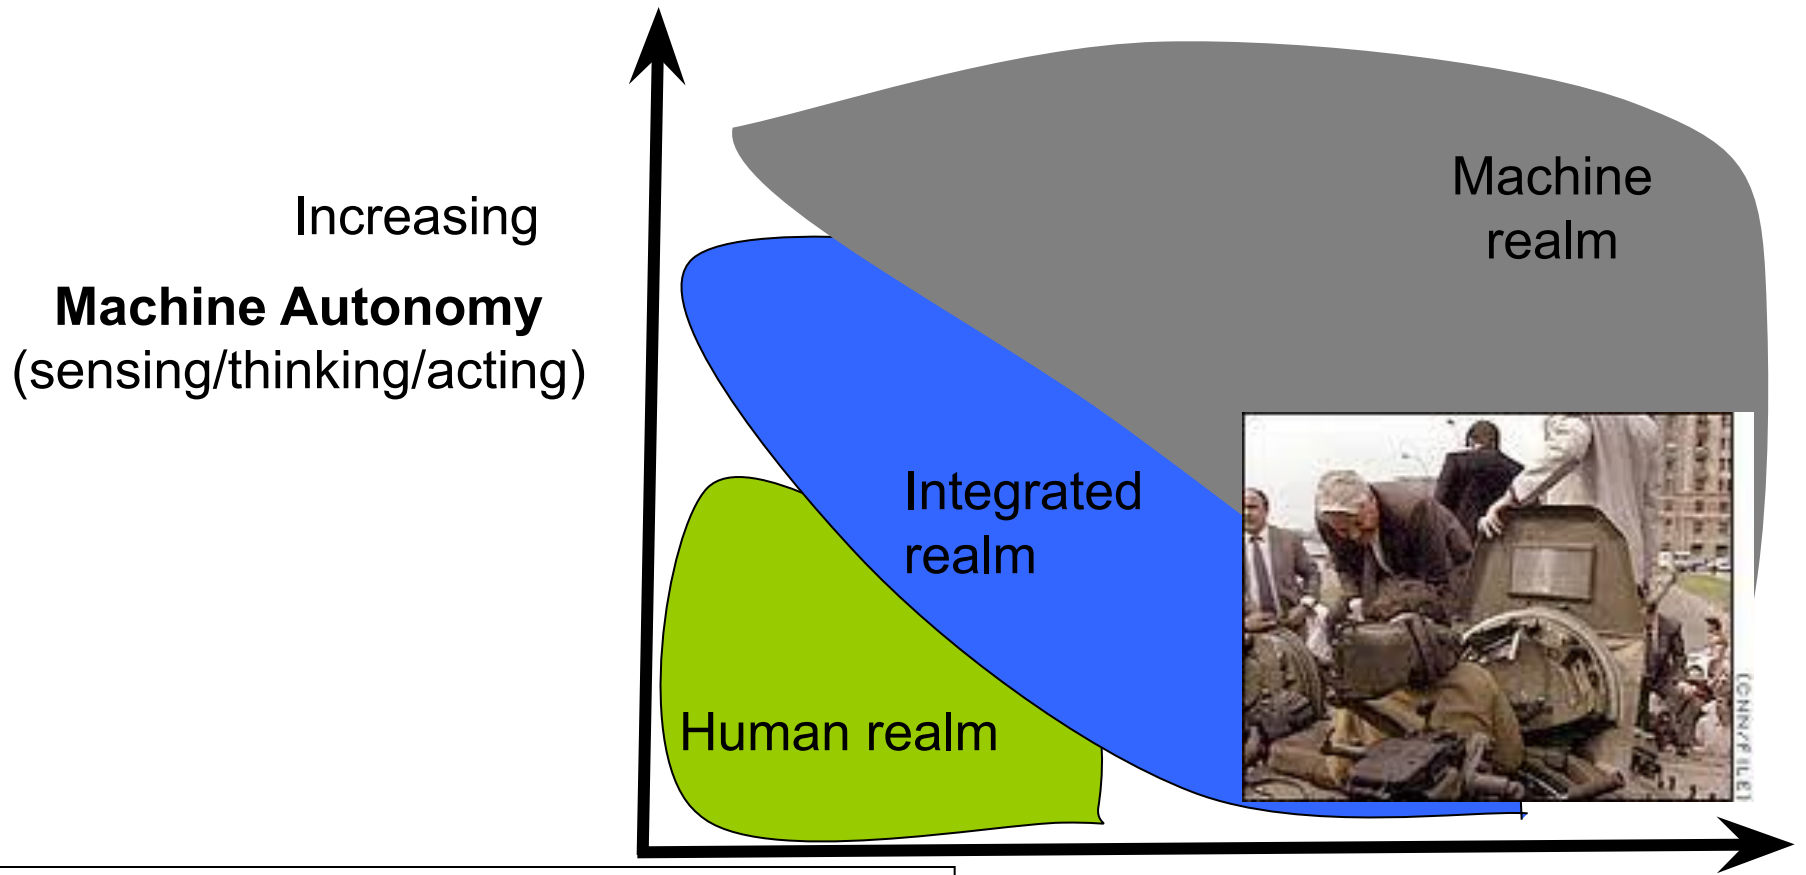 Increasing
Machine Autonomy
(sensing/thinking/acting)
Machine
realm
Integrated
realm
Human realm
(CNN/FILE)